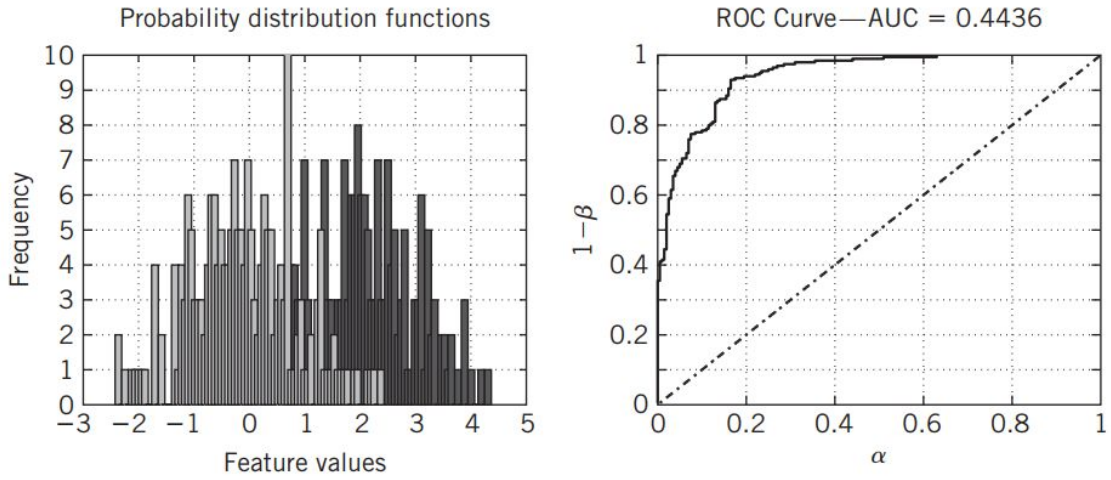 Probability distribution functions
10
9
8
7
6
5
4
3
2
1
0
Frequency
−3 −2 −1 0 1 2 3 4 5
Feature values
ROC Curve—AUC = 0.4436
1
0.8
0.6
0.4
0.2
0
1−β
0 0.2 0.4 0.6 0.8 1
α